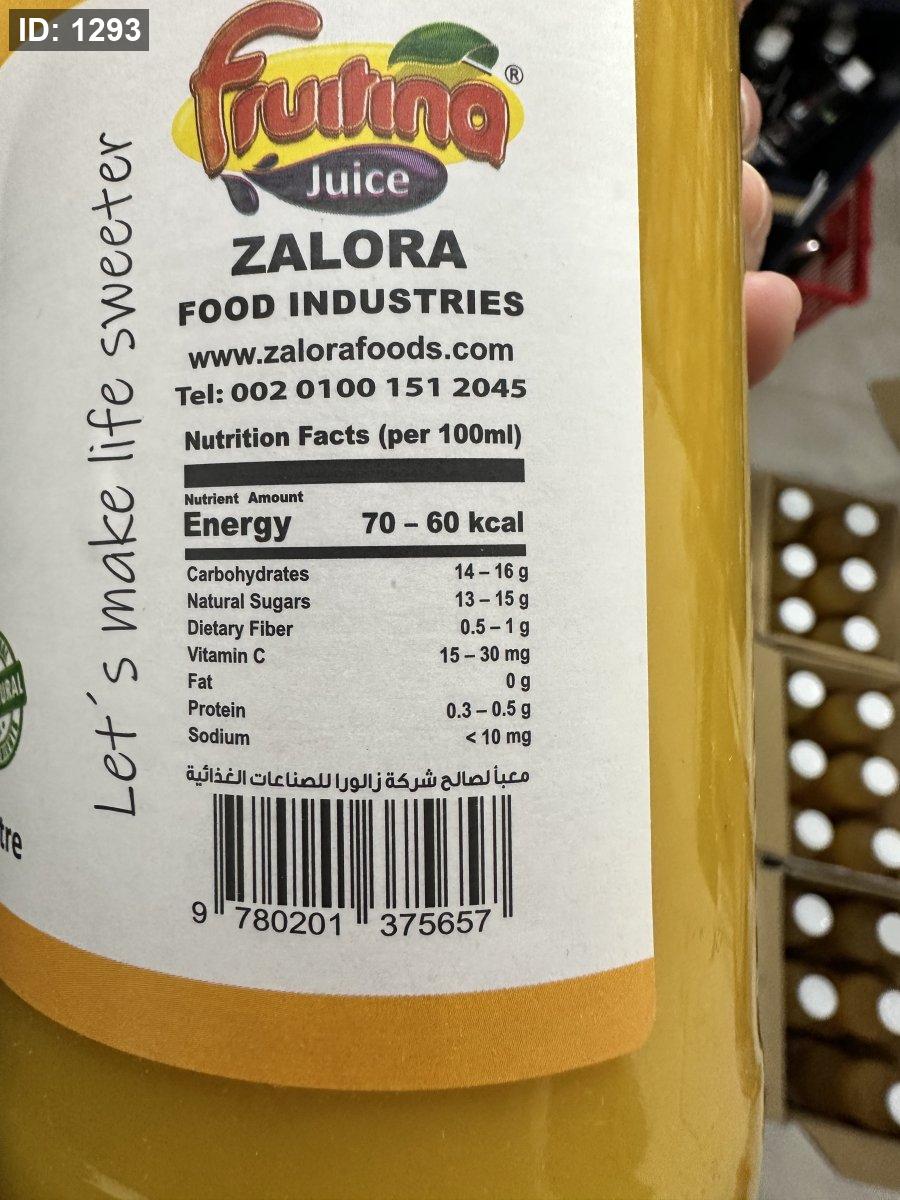 ID: 1293
Fruitina
®
Juice
ZALORA
FOOD INDUSTRIES
www.zalorafoods.com
Tel: 002 0100 151 2045
Nutrition Facts (per 100ml)
Nutrient Amount
Energy 70 – 60 kcal
Carbohydrates 14 – 16 g
Natural Sugars 13 – 15 g
Dietary Fiber 0.5 – 1 g
Vitamin C 15 – 30 mg
Fat 0 g
Protein 0.3 – 0.5 g
Sodium < 10 mg
معبأ لصالح شركة زالورا للصناعات الغذائية
9 780201 375657
Let´s make life sweeter